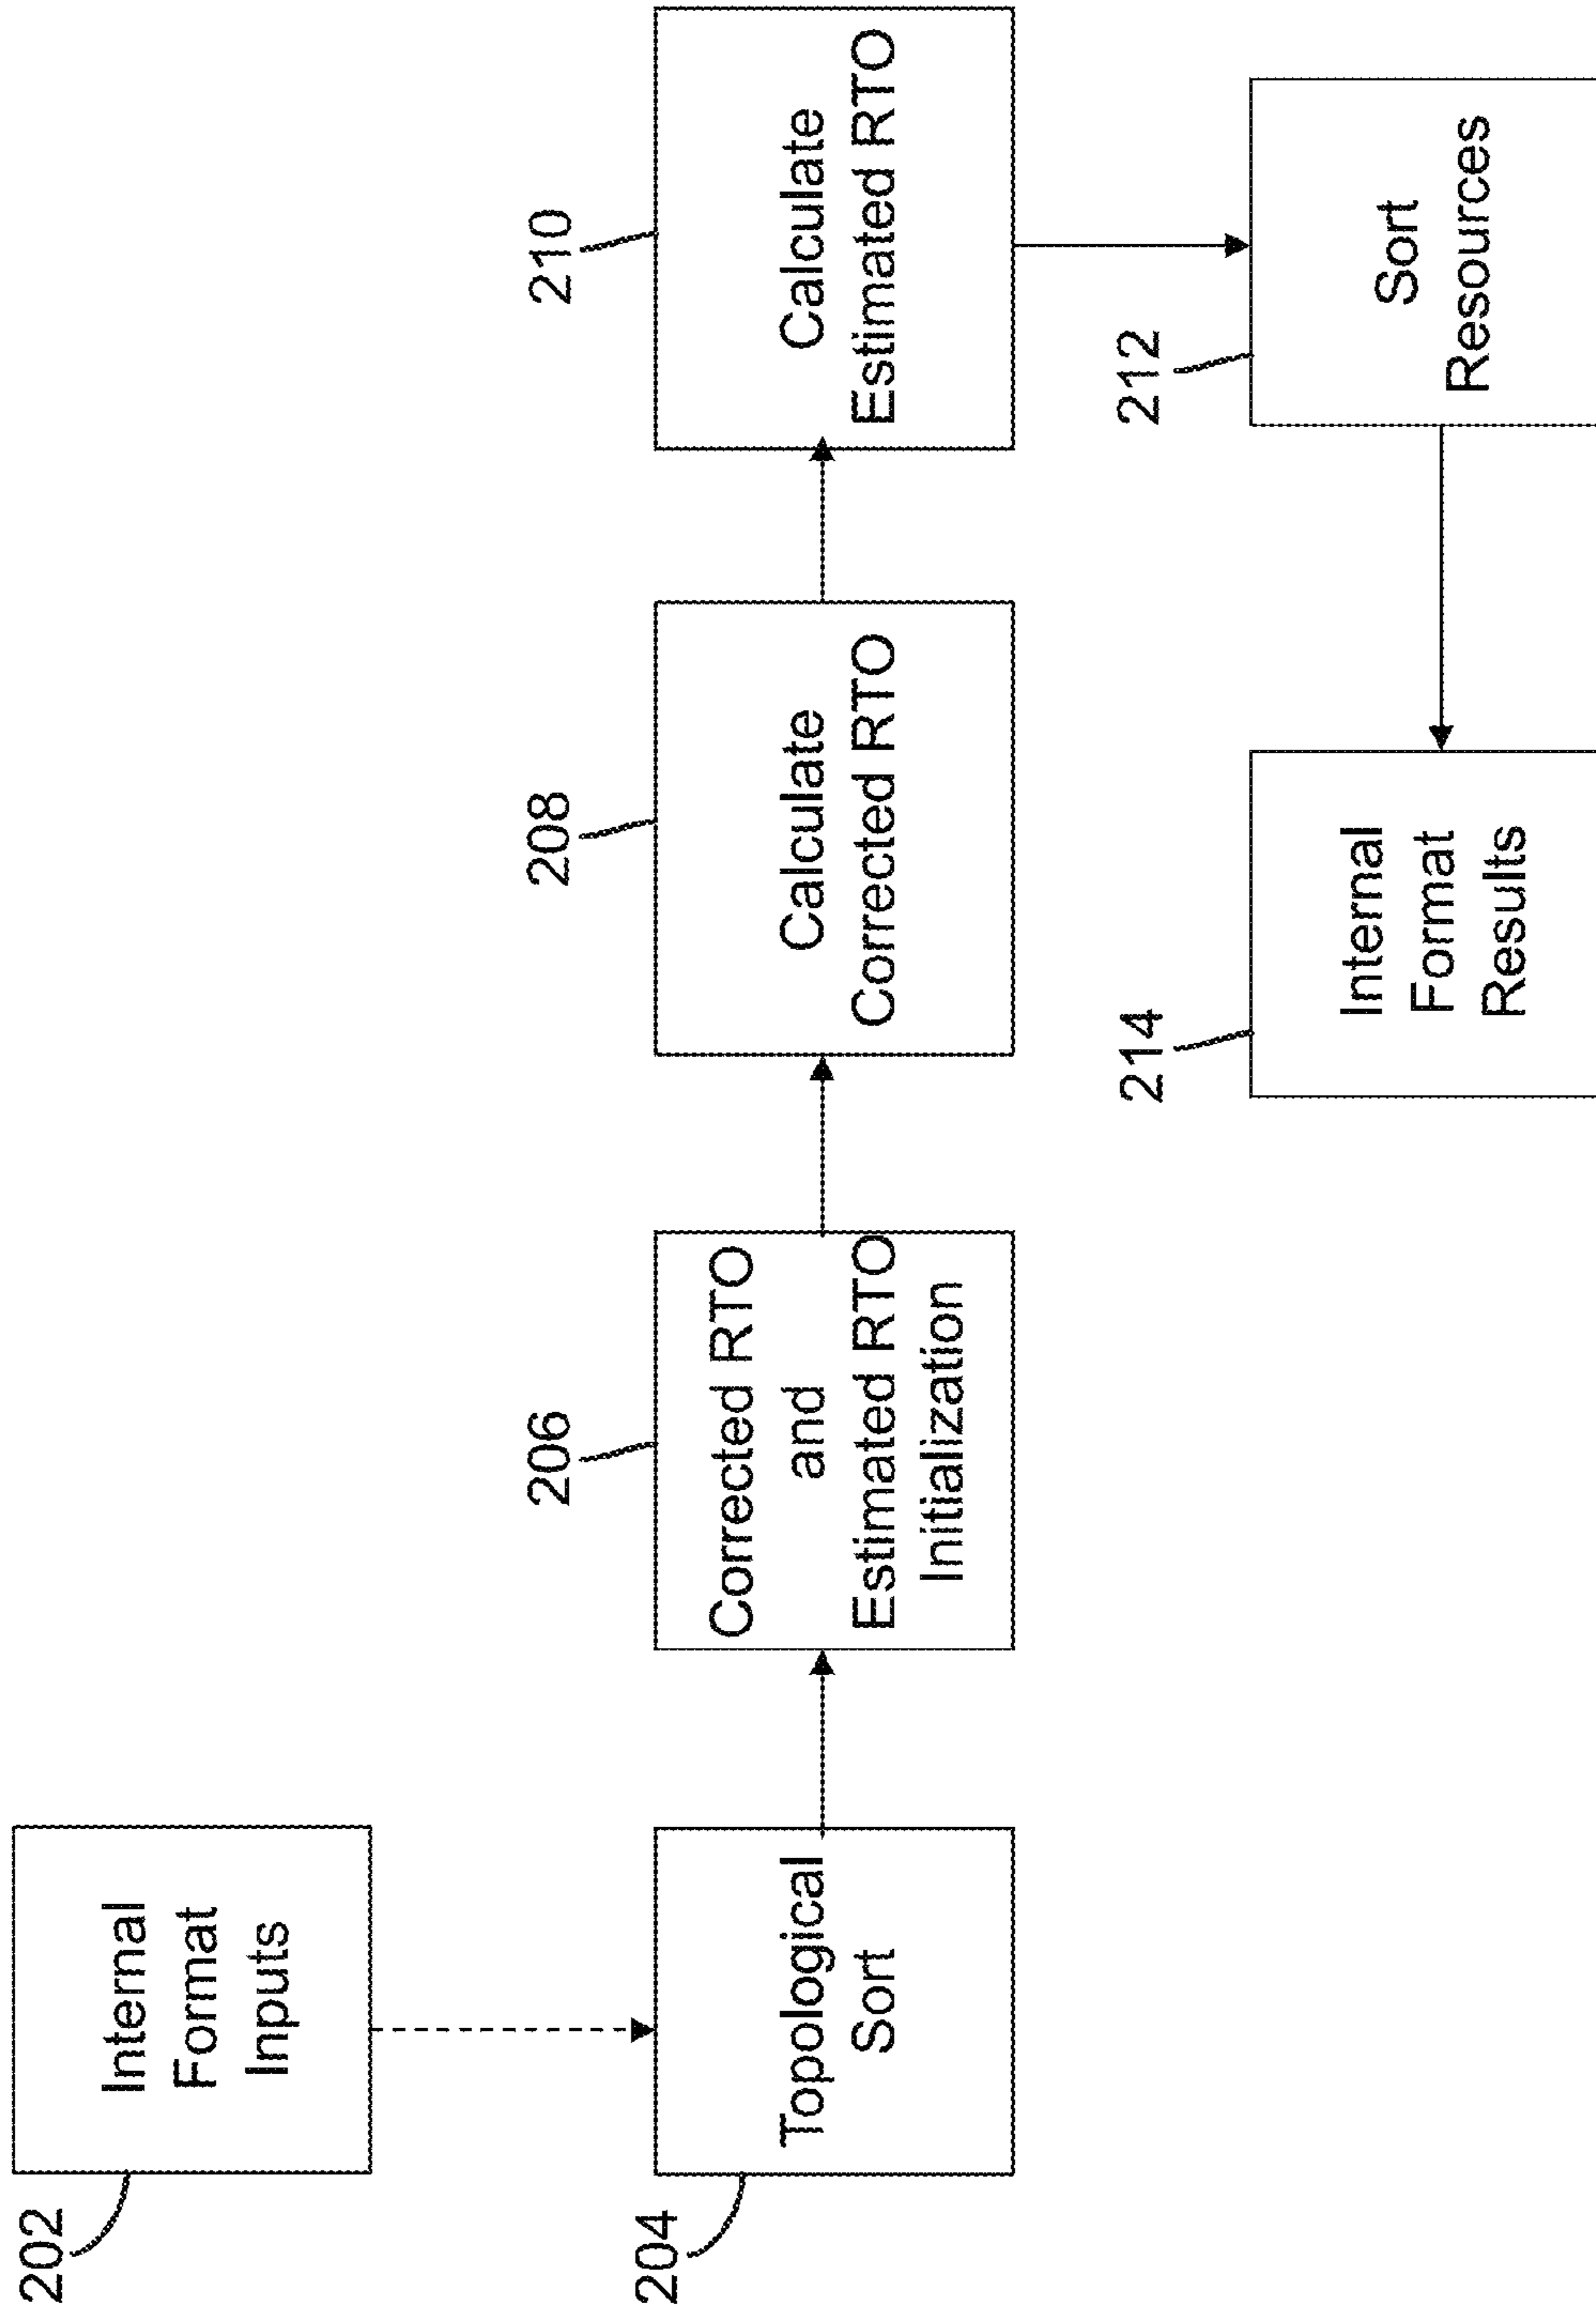 202
Internal
Format
Inputs
204
Topological
Sort
206
Corrected RTO
and
Estimated RTO
Initialization
208
Calculate
Corrected RTO
210
Calculate
Estimated RTO
212
Sort
Resources
214
Internal
Format
Results